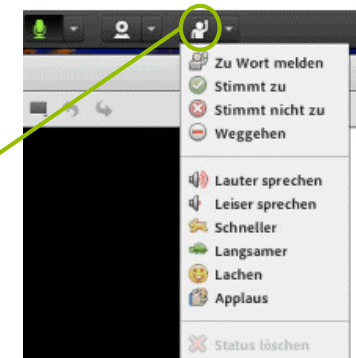 Zu Wort melden
Stimmt zu
Stimmt nicht zu
Weggehen
Lauter sprechen
Leiser sprechen
Schneller
Langsamer
Lachen
Applaus
Status löschen